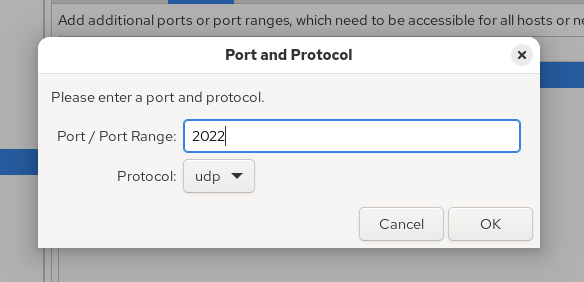 Add additional ports or port ranges, which need to be accessible for all hosts or ne
Port and Protocol
Please enter a port and protocol.
Port / Port Range: 2022
Protocol: udp
Cancel OK